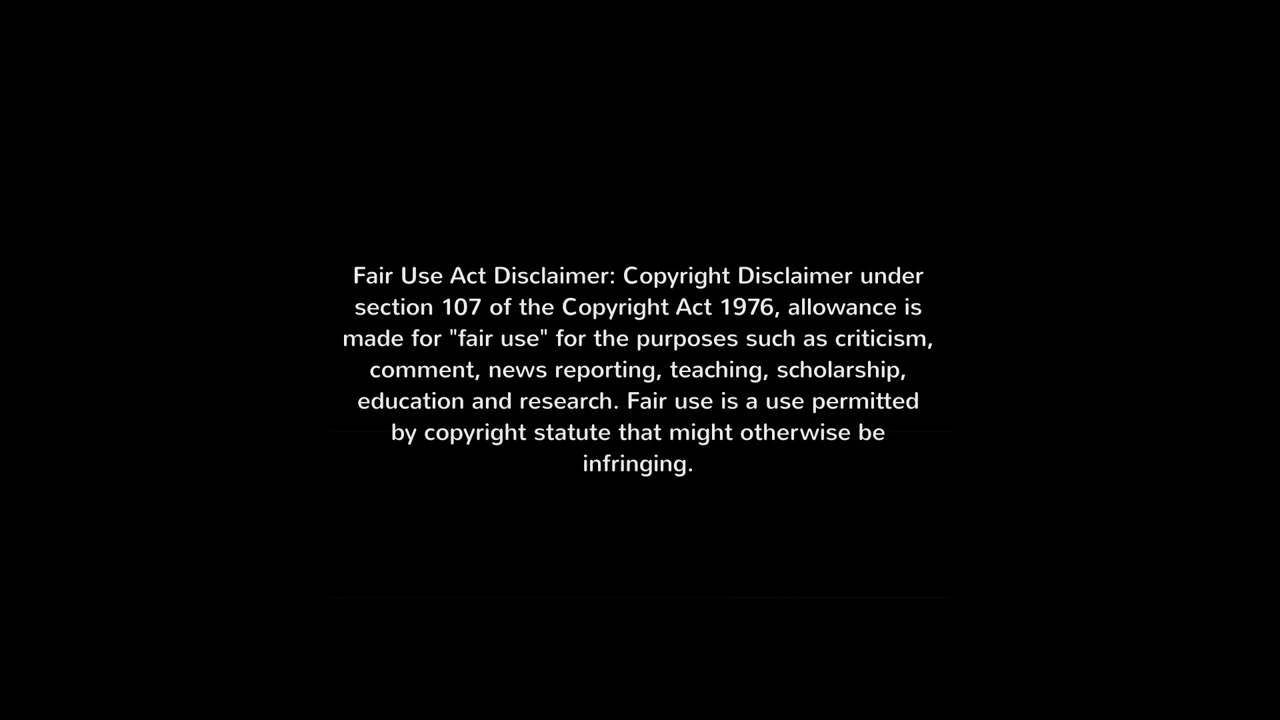 Fair Use Act Disclaimer: Copyright Disclaimer under
section 107 of the Copyright Act 1976, allowance is
made for "fair use" for the purposes such as criticism,
comment, news reporting, teaching, scholarship,
education and research. Fair use is a use permitted
by copyright statute that might otherwise be
infringing.